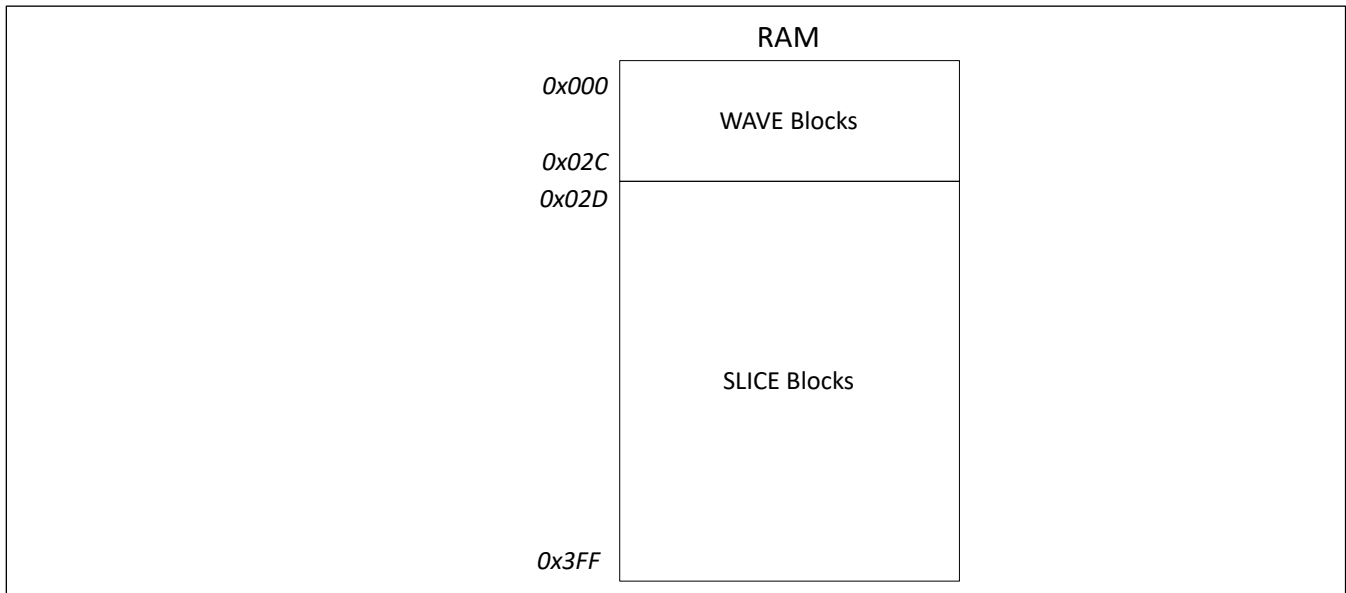 RAM
0x000
WAVE Blocks
0x02C
0x02D
SLICE Blocks
0x3FF